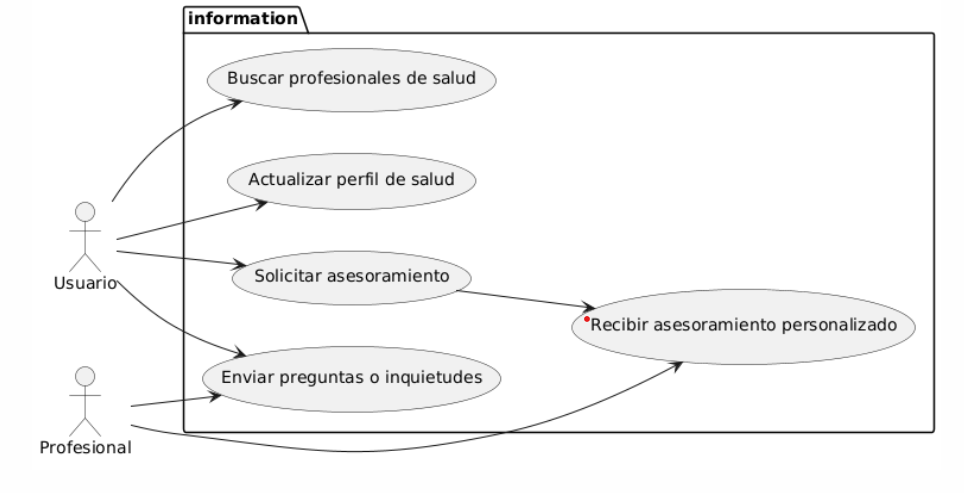 information
Buscar profesionales de salud
Actualizar perfil de salud
Usuario
Solicitar asesoramiento
Recibir asesoramiento personalizado
Enviar preguntas o inquietudes
Profesional